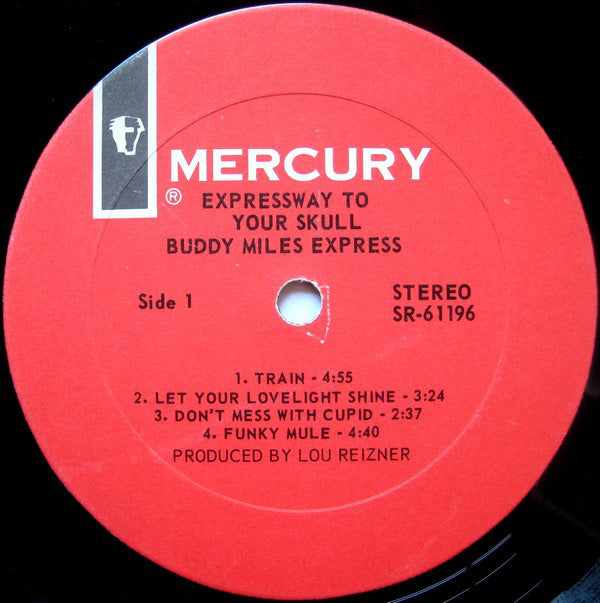 MERCURY
®
EXPRESSWAY TO
YOUR SKULL
BUDDY MILES EXPRESS
Side 1
STEREO
SR-61196
1. TRAIN - 4:55
2. LET YOUR LOVELIGHT SHINE - 3:24
3. DON'T MESS WITH CUPID - 2:37
4. FUNKY MULE - 4:40
PRODUCED BY LOU REIZNER